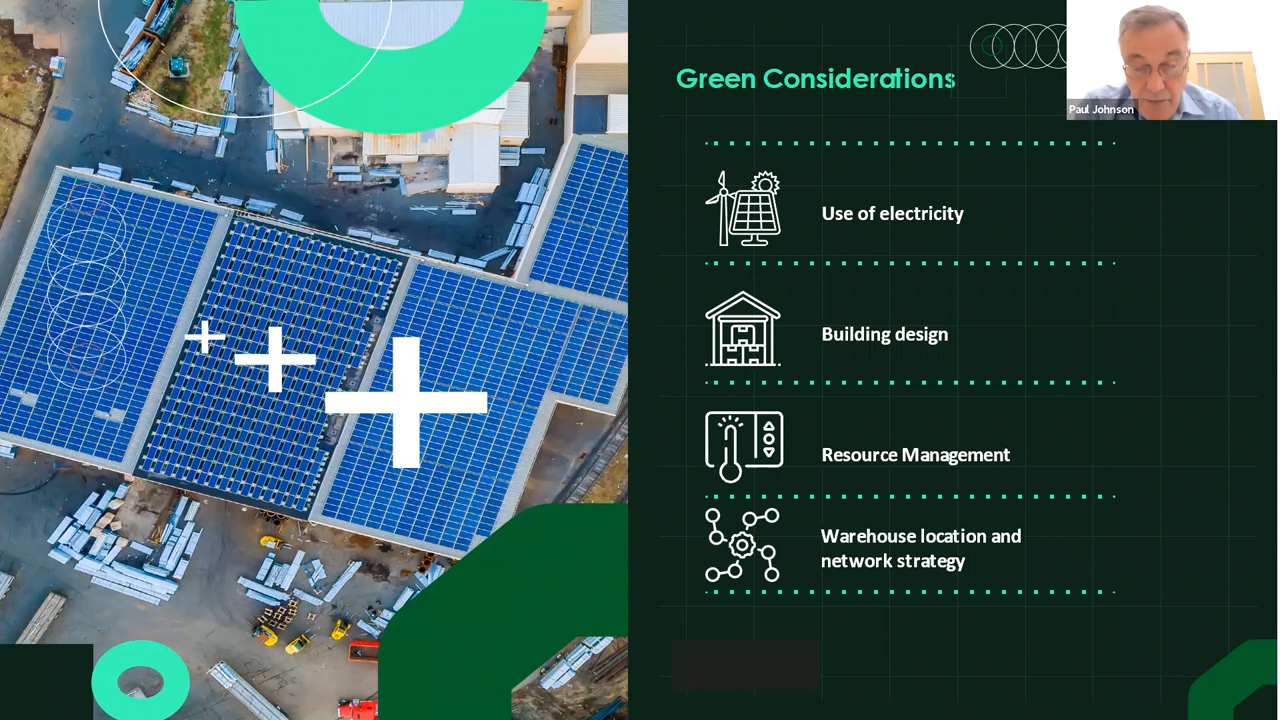 Green Considerations
Paul Johnson
Use of electricity
Building design
Resource Management
Warehouse location and
network strategy